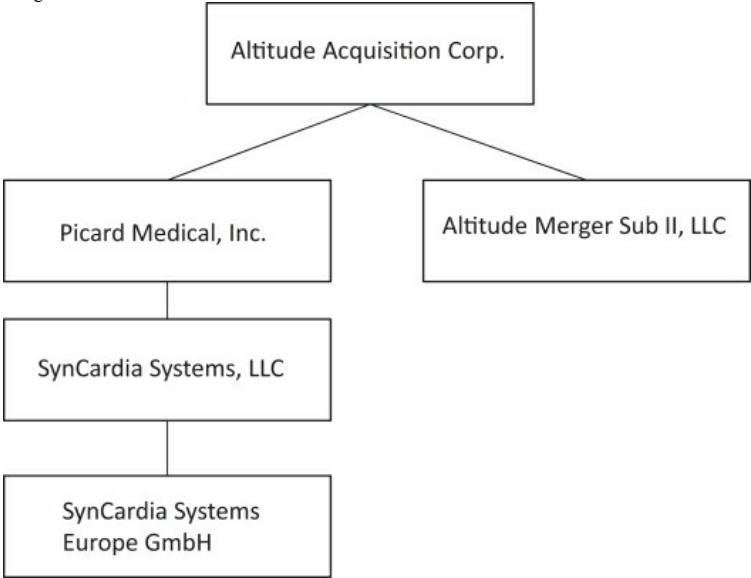 Altitude Acquisition Corp.
Picard Medical, Inc.
Altitude Merger Sub II, LLC
SynCardia Systems, LLC
SynCardia Systems
Europe GmbH